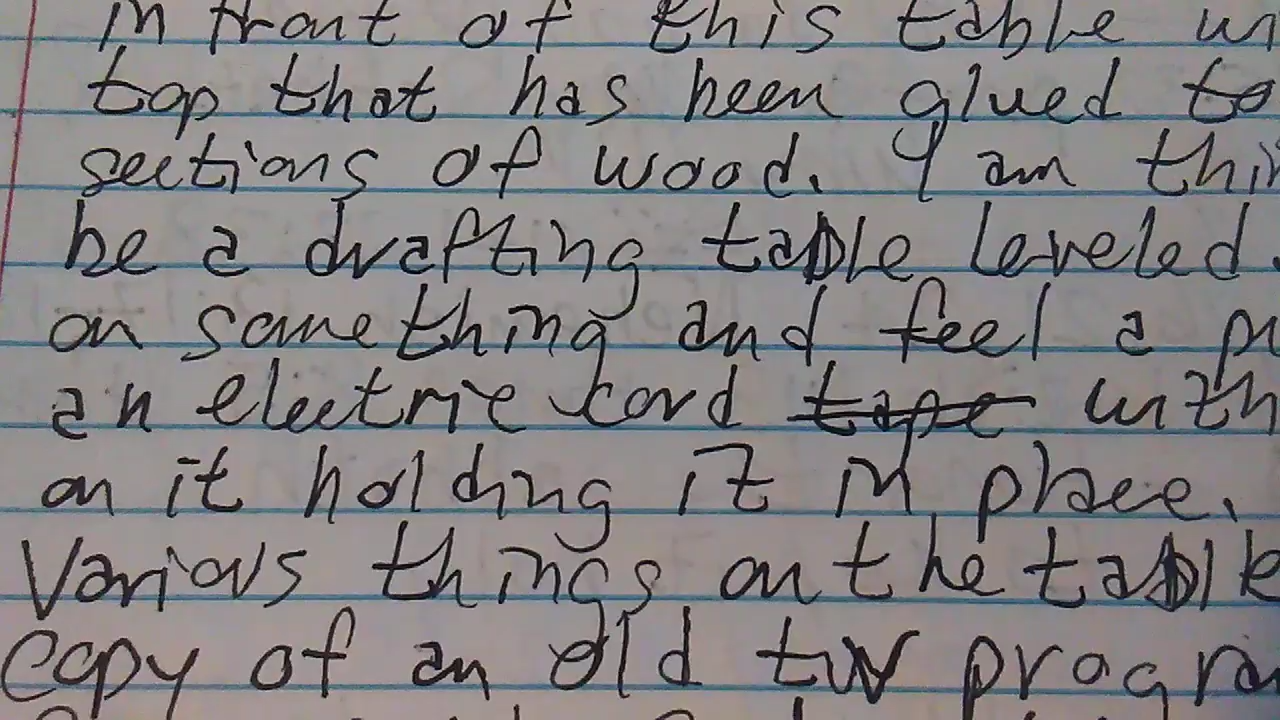 in front of this table
top that has been glued to
sections of wood. I am
be a drafting table leveled.
on something and feel a
an electric cord tape with
on it holding it in place.
Various things on the table
copy of an old tv